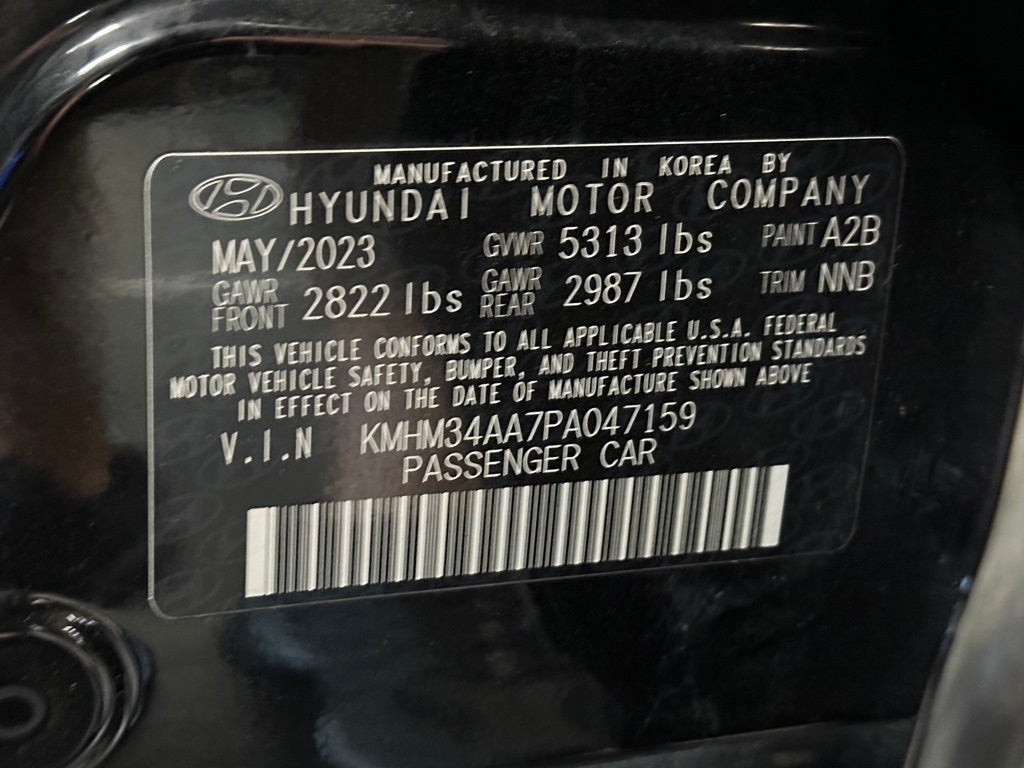 MANUFACTURED IN KOREA BY
HYUNDAI MOTOR COMPANY
MAY/2023 GVWR 5313 lbs PAINT A2B
GAWR FRONT 2822 lbs GAWR REAR 2987 lbs TRIM NNB
THIS VEHICLE CONFORMS TO ALL APPLICABLE U.S.A. FEDERAL
MOTOR VEHICLE SAFETY, BUMPER, AND THEFT PREVENTION STANDARDS
IN EFFECT ON THE DATE OF MANUFACTURE SHOWN ABOVE
V.I.N KMHM34AA7PA047159
PASSENGER CAR